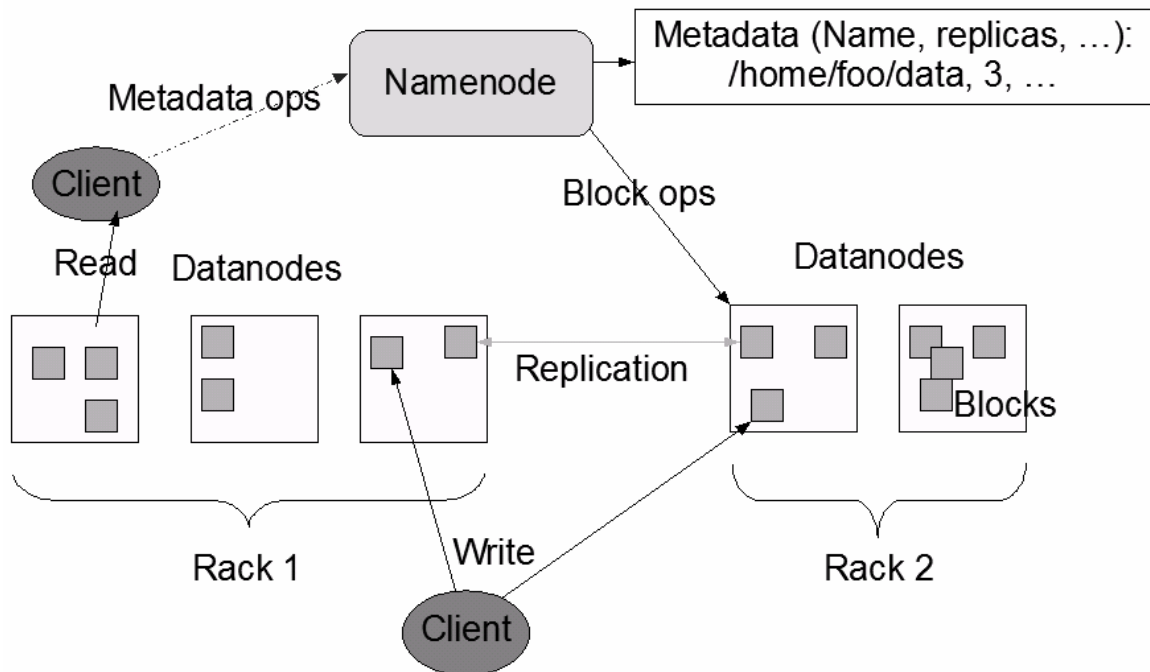 Metadata (Name, replicas, …):
/home/foo/data, 3, …
Namenode
Metadata ops
Client
Block ops
Read
Datanodes
Datanodes
Replication
Blocks
Rack 1
Write
Rack 2
Client